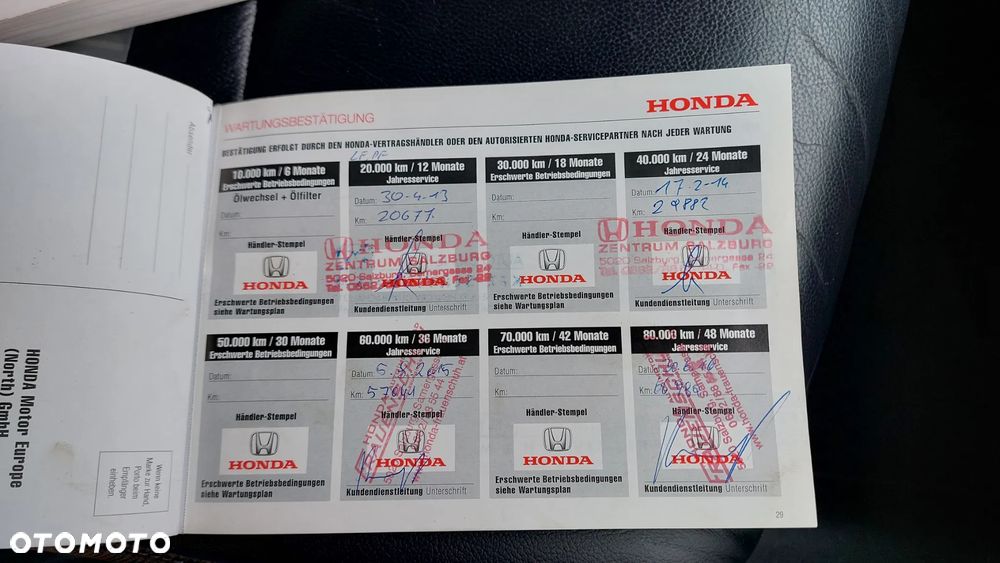 Absender
HONDA Motor Europe
(North) GmbH
Wenn keine
Marke zur Hand,
Porto beim
Empfänger
einheben.
WARTUNGSBESTÄTIGUNG
HONDA
BESTÄTIGUNG ERFOLGT DURCH DEN HONDA-VERTRAGSHÄNDLER ODER DEN AUTORISIERTEN HONDA-SERVICEPARTNER NACH JEDER WARTUNG
10.000 km / 6 Monate
Erschwerte Betriebsbedingungen
Ölwechsel + Ölfilter
Datum:
Km:
Händler-Stempel
HONDA
Erschwerte Betriebsbedingungen
siehe Wartungsplan
20.000 km / 12 Monate
Jahresservice
Datum: 30-4-13
Km: 20677
Händler-Stempel
HONDA
ZENTRUM SALZBURG
5020 Salzburg, Samergasse 24
HONDA
Kundendienstleitung Unterschrift
30.000 km / 18 Monate
Erschwerte Betriebsbedingungen
Datum:
Km:
Händler-Stempel
HONDA
Erschwerte Betriebsbedingungen
siehe Wartungsplan
40.000 km / 24 Monate
Jahresservice
Datum: 17-2-14
Km: 29882
Händler-Stempel
HONDA
ZENTRUM SALZBURG
5020 Salzburg, Samergasse 24
HONDA
Kundendienstleitung Unterschrift
50.000 km / 30 Monate
Erschwerte Betriebsbedingungen
Datum:
Km:
Händler-Stempel
HONDA
Erschwerte Betriebsbedingungen
siehe Wartungsplan
60.000 km / 36 Monate
Jahresservice
Datum:
Km:
Händler-Stempel
HONDA
HONDA
Kundendienstleitung Unterschrift
70.000 km / 42 Monate
Erschwerte Betriebsbedingungen
Datum:
Km:
Händler-Stempel
HONDA
Erschwerte Betriebsbedingungen
siehe Wartungsplan
80.000 km / 48 Monate
Jahresservice
Datum:
Km:
Händler-Stempel
HONDA
Kundendienstleitung Unterschrift
29
OTOMOTO